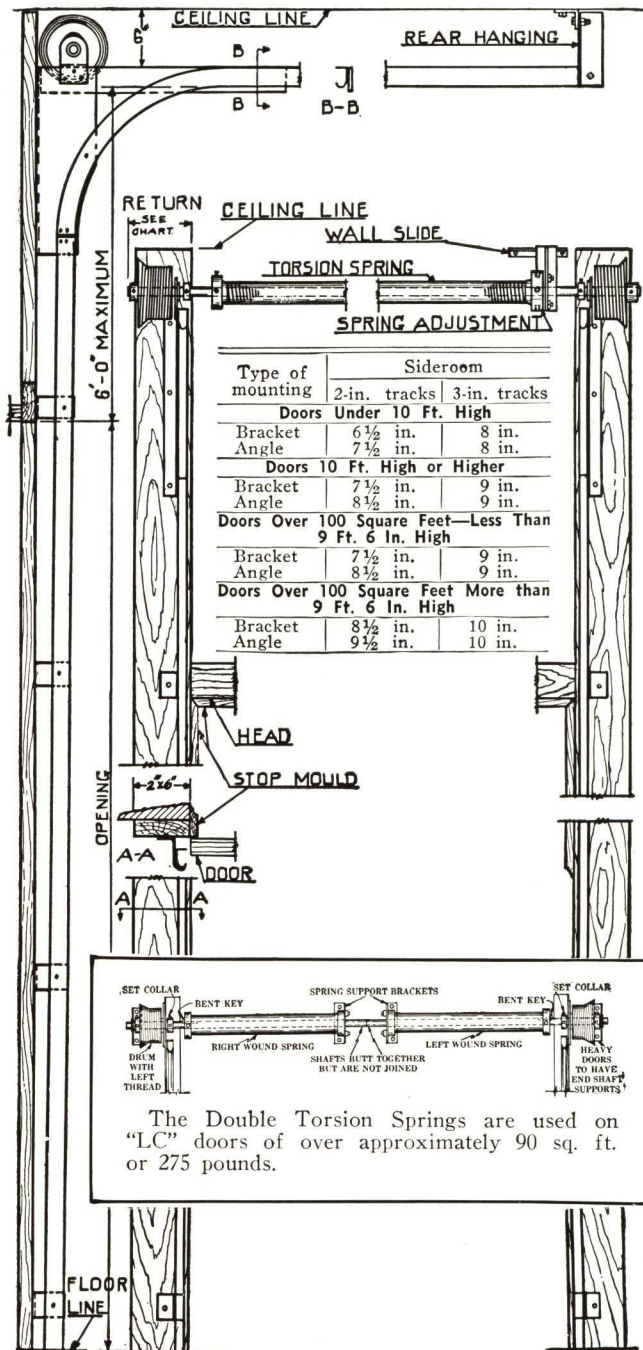 CEILING LINE
6"
REAR HANGING
B
B
B-B
RETURN
SEE
CHART
CEILING LINE
WALL SLIDE
TORSION SPRING
SPRING ADJUSTMENT
6'-0" MAXIMUM
Type of mounting | Sideroom
2-in. tracks | 3-in. tracks
Doors Under 10 Ft. High
Bracket 6½ in. 8 in.
Angle 7½ in. 8 in.
Doors 10 Ft. High or Higher
Bracket 7½ in. 9 in.
Angle 8½ in. 9 in.
Doors Over 100 Square Feet—Less Than
9 Ft. 6 In. High
Bracket 7½ in. 9 in.
Angle 8½ in. 9 in.
Doors Over 100 Square Feet More than
9 Ft. 6 In. High
Bracket 8½ in. 10 in.
Angle 9½ in. 10 in.
HEAD
STOP MOULD
OPENING
2"x6"
A-A
DOOR
A A
SET COLLAR
BENT KEY
SPRING SUPPORT BRACKETS
BENT KEY
SET COLLAR
DRUM
WITH
LEFT
THREAD
RIGHT WOUND SPRING
SHAFTS BUTT TOGETHER
BUT ARE NOT JOINED
LEFT WOUND SPRING
HEAVY
DOORS
TO HAVE
END SHAFT
SUPPORTS
The Double Torsion Springs are used on
"LC" doors of over approximately 90 sq. ft.
or 275 pounds.
FLOOR
LINE